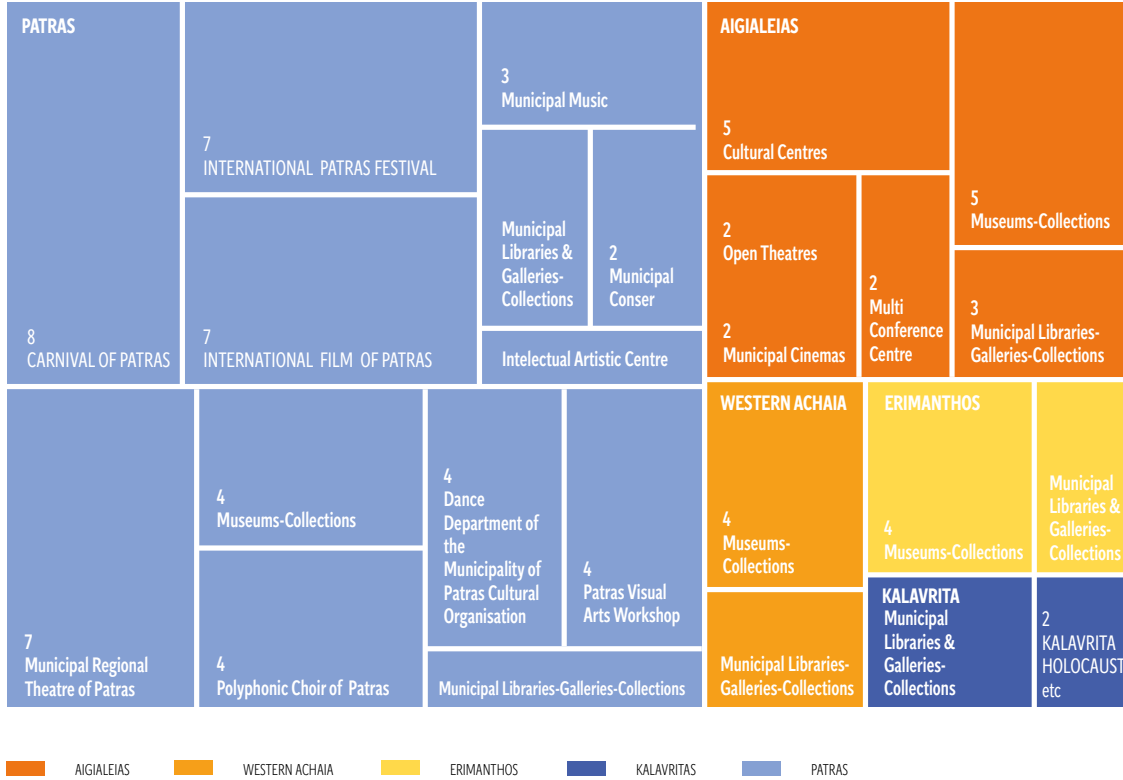 PATRAS
8
CARNIVAL OF PATRAS
7
INTERNATIONAL PATRAS FESTIVAL
7
INTERNATIONAL FILM OF PATRAS
3
Municipal Music
Municipal
Libraries &
Galleries-
Collections
2
Municipal
Conser
Intelectual Artistic Centre
7
Municipal Regional
Theatre of Patras
4
Museums-Collections
4
Polyphonic Choir of Patras
4
Dance
Department of
the
Municipality of
Patras Cultural
Organisation
4
Patras Visual
Arts Workshop
Municipal Libraries-Galleries-Collections
AIGIALEIAS
5
Cultural Centres
5
Museums-Collections
2
Open Theatres
2
Municipal Cinemas
2
Multi
Conference
Centre
3
Municipal Libraries-
Galleries-Collections
WESTERN ACHAIA
4
Museums-
Collections
Municipal Libraries-
Galleries-Collections
ERIMANTHOS
4
Museums-Collections
Municipal
Libraries &
Galleries-
Collections
KALAVRITA
Municipal
Libraries &
Galleries-
Collections
2
KALAVRITA
HOLOCAUST
etc
AIGIALEIAS
WESTERN ACHAIA
ERIMANTHOS
KALAVRITAS
PATRAS